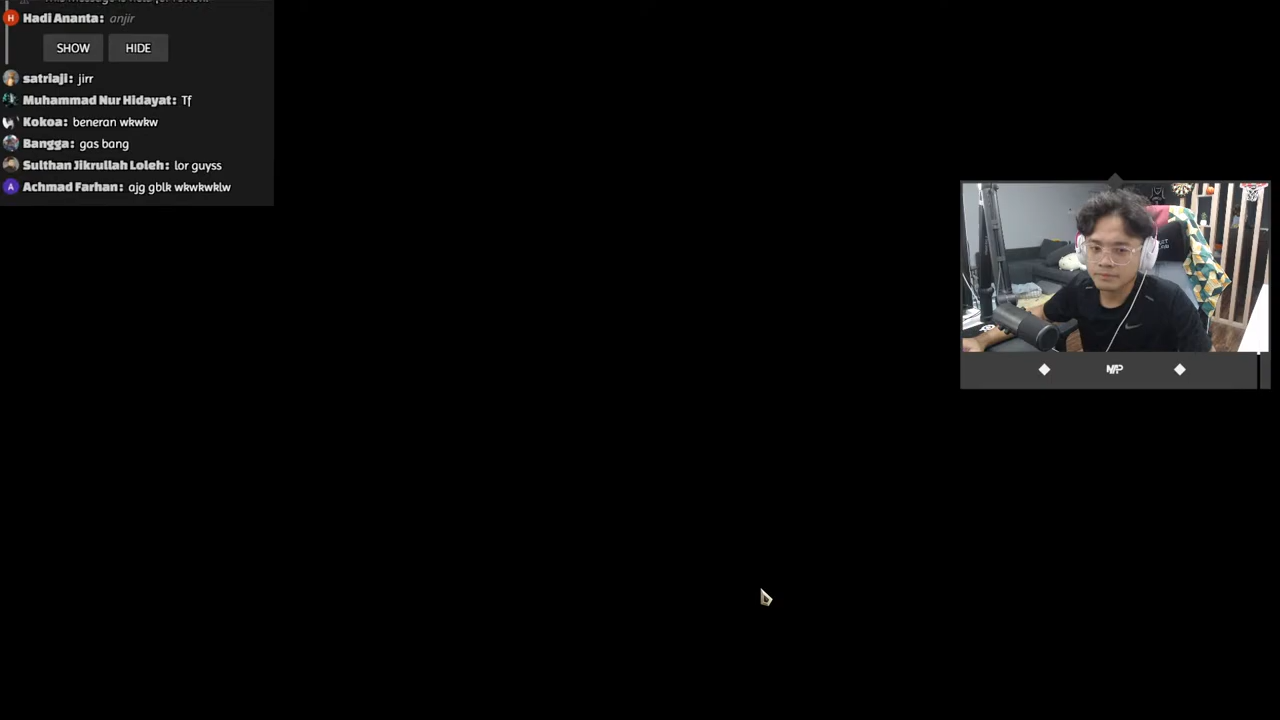 Hadi Ananta: anjir
SHOW HIDE
satriaji: jirr
Muhammad Nur Hidayat: Tf
Kokoa: beneran wkwkw
Bangga: gas bang
Sulthan Jikrullah Loleh: lor guyss
A Achmad Farhan: ajg gblk wkwkwklw